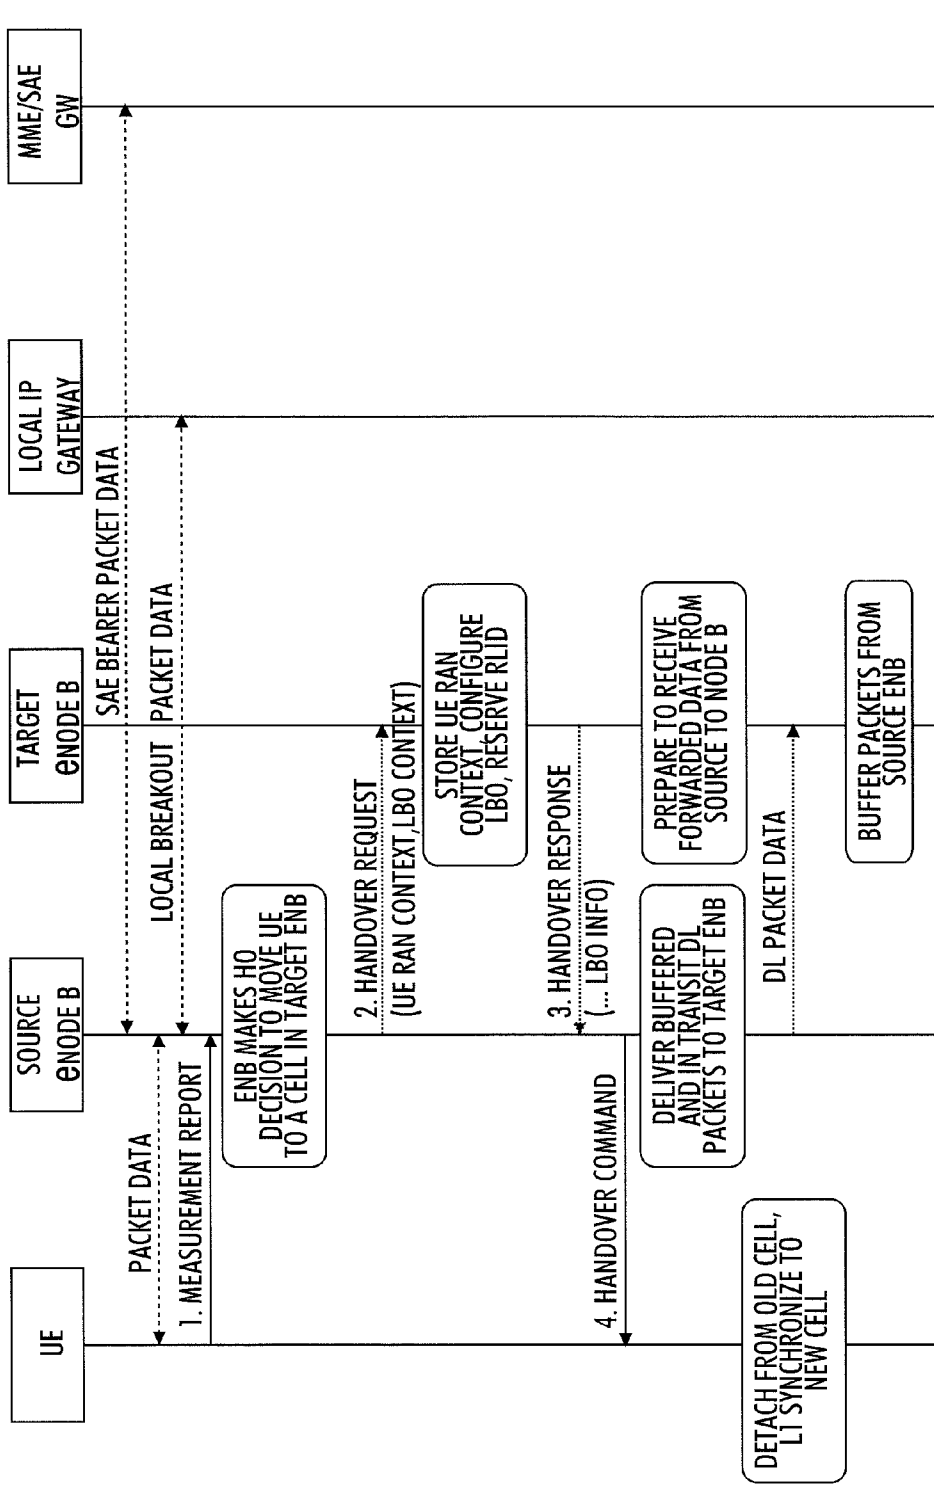 UE
SOURCE
eNODE B
TARGET
eNODE B
LOCAL IP
GATEWAY
MME/SAE
GW
SAE BEARER PACKET DATA
PACKET DATA
LOCAL BREAKOUT PACKET DATA
1. MEASUREMENT REPORT
ENB MAKES HO
DECISION TO MOVE UE
TO A CELL IN TARGET ENB
2. HANDOVER REQUEST
(UE RAN CONTEXT,LBO CONTEXT)
STORE UE RAN
CONTEXT, CONFIGURE
LBO, RESERVE RLID
3. HANDOVER RESPONSE
(... LBO INFO)
4. HANDOVER COMMAND
DELIVER BUFFERED
AND IN TRANSIT DL
PACKETS TO TARGET ENB
PREPARE TO RECEIVE
FORWARDED DATA FROM
SOURCE TO NODE B
DETACH FROM OLD CELL,
L1 SYNCHRONIZE TO
NEW CELL
DL PACKET DATA
BUFFER PACKETS FROM
SOURCE ENB